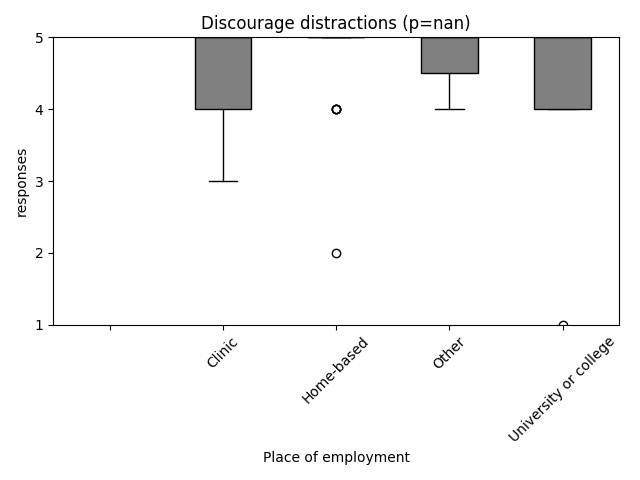 Discourage distractions (p=nan)
5
4
3
2
1
responses
Clinic
Home-based
Other
University or college
Place of employment